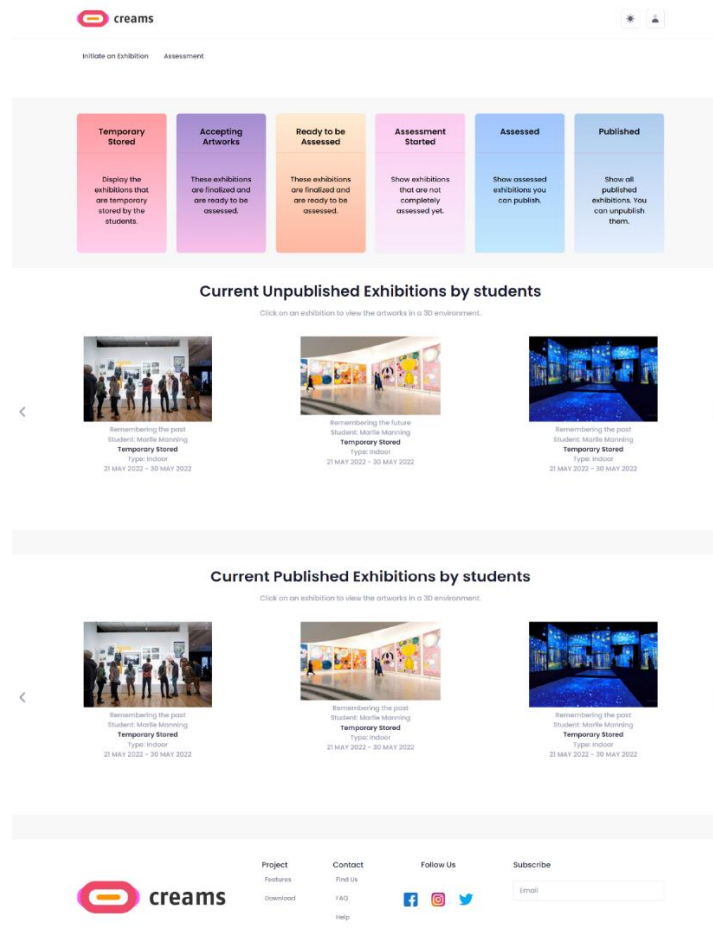 creams
Initiate an Exhibition Assessment
Temporary
Stored
Display the
exhibitions that
are temporary
stored by the
students.
Accepting
Artworks
These exhibitions
are finalized and
are ready to be
assessed.
Ready to be
Assessed
These exhibitions
are finalized and
are ready to be
assessed.
Assessment
Started
Show exhibitions
that are not
completely
assessed yet.
Assessed
Show assessed
exhibitions you
can publish.
Published
Show all
published
exhibitions. You
can unpublish
them.
Current Unpublished Exhibitions by students
Click on an exhibition to view the artworks in a 3D environment.
Remembering the past
Student: Marlie Manning
Temporary Stored
Type: Indoor
21 MAY 2022 - 30 MAY 2022
Remembering the future
Student: Marlie Manning
Temporary Stored
Type: Indoor
21 MAY 2022 - 30 MAY 2022
Remembering the past
Student: Marlie Manning
Temporary Stored
Type: Indoor
21 MAY 2022 - 30 MAY 2022
Current Published Exhibitions by students
Click on an exhibition to view the artworks in a 3D environment.
Remembering the past
Student: Marlie Manning
Temporary Stored
Type: Indoor
21 MAY 2022 - 30 MAY 2022
Remembering the past
Student: Marlie Manning
Temporary Stored
Type: Indoor
21 MAY 2022 - 30 MAY 2022
Remembering the past
Student: Marlie Manning
Temporary Stored
Type: Indoor
21 MAY 2022 - 30 MAY 2022
creams
Project
Features
Download
Contact
Find Us
FAQ
Help
Follow Us
Subscribe
Email